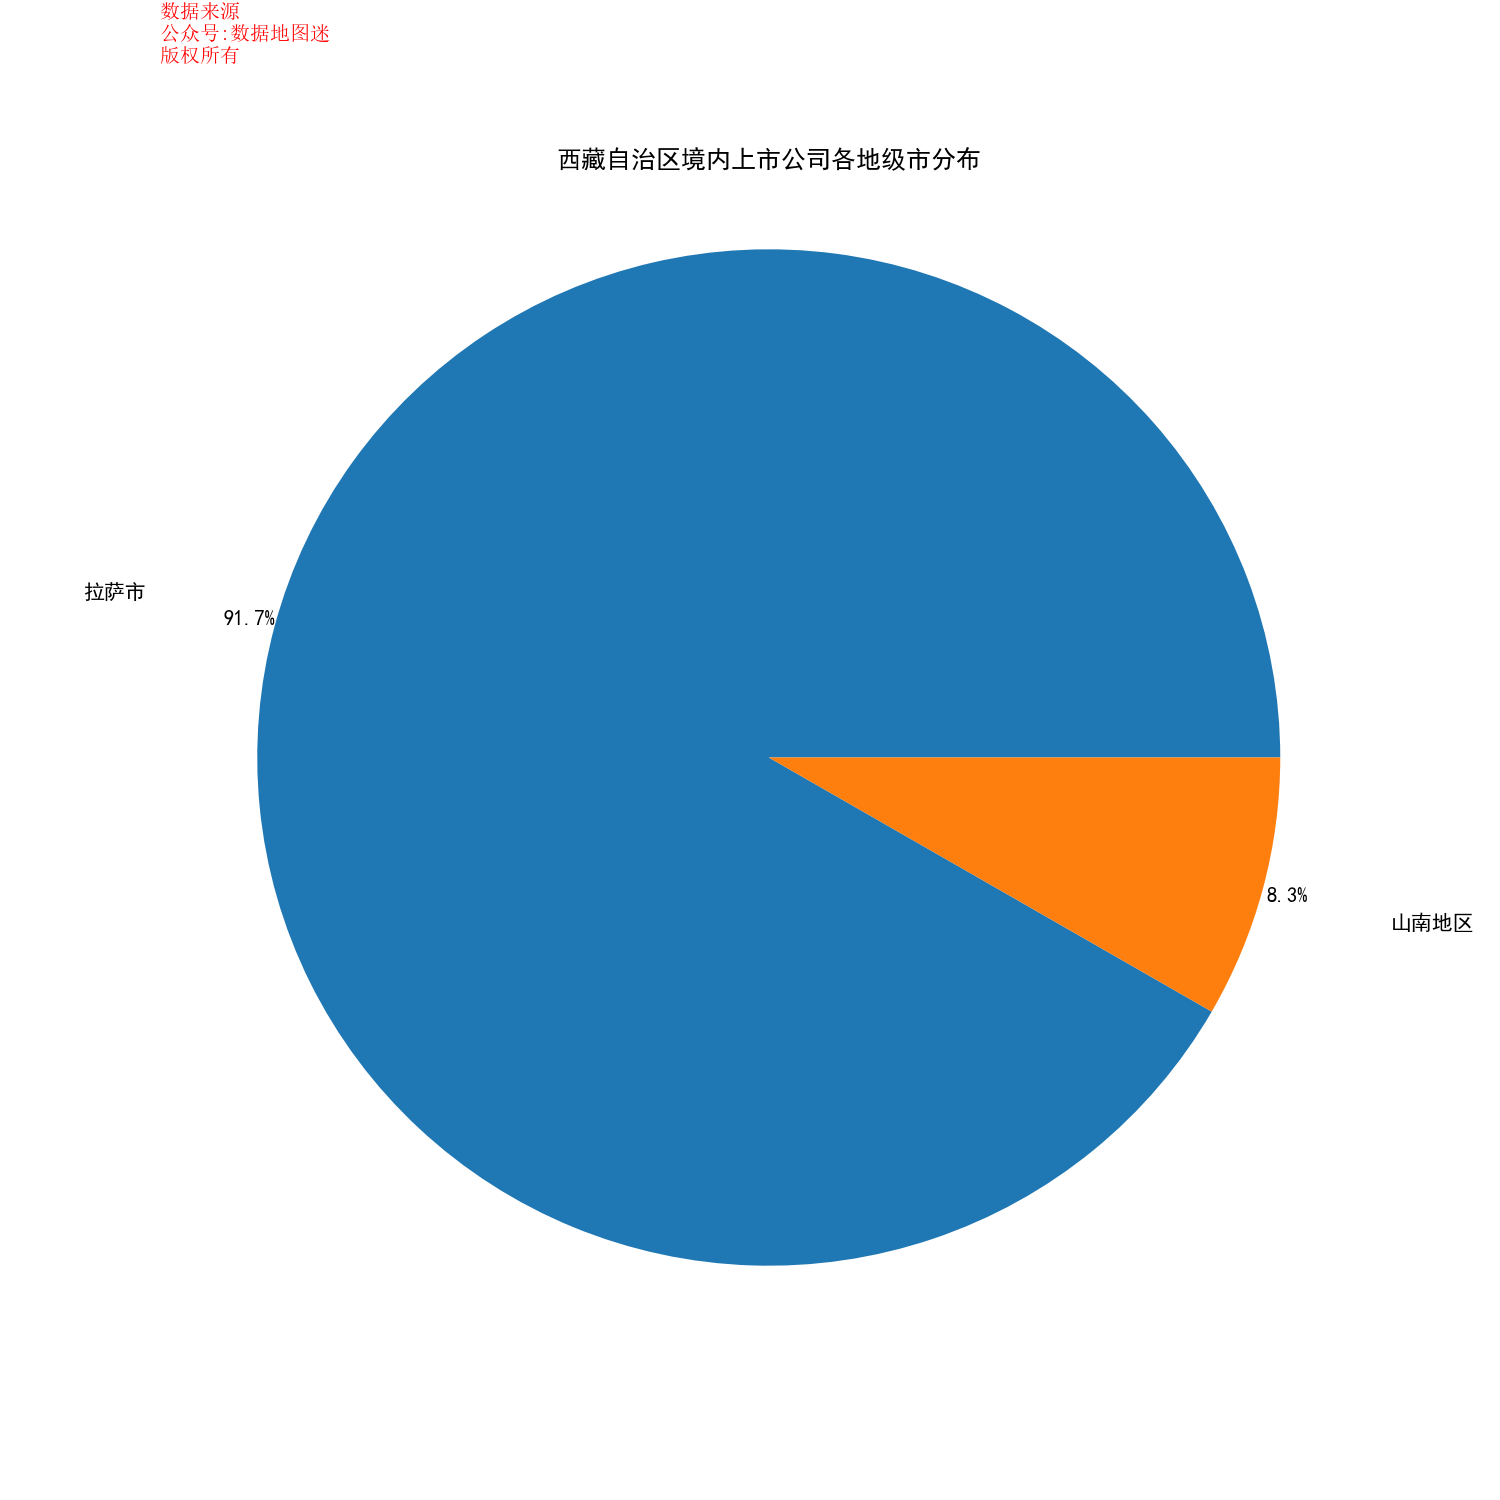 数据来源
公众号:数据地图迷
版权所有
西藏自治区境内上市公司各地级市分布
拉萨市
91.7%
8.3%
山南地区